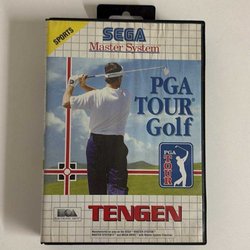 SPORTS
SEGA
Master System
PGA
TOUR
Golf
PGA
TOUR
TENGEN